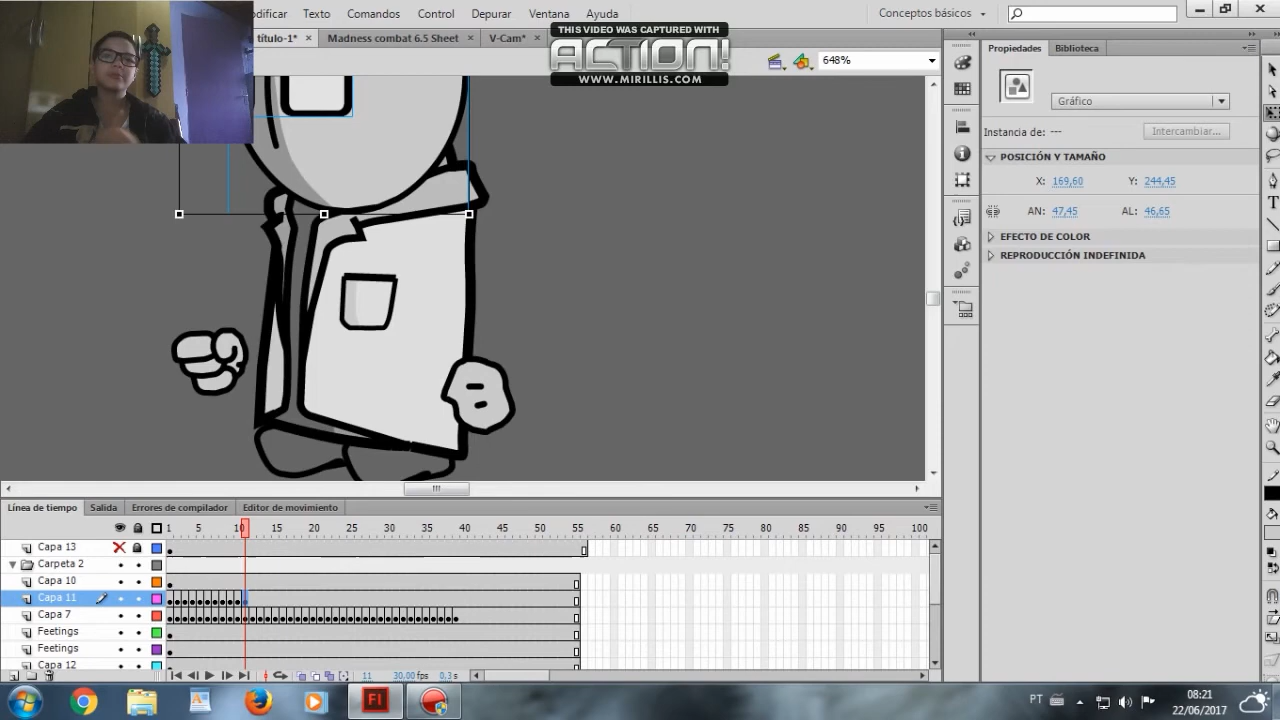 odificar Texto Comandos Control Depurar Ventana Ayuda Conceptos básicos
THIS VIDEO WAS CAPTURED WITH
ACTION!
WWW.MIRILLIS.COM
título-1* Madness combat 6.5 Sheet V-Cam*
648%
Propiedades Biblioteca
Gráfico
Instancia de: --- Intercambiar...
POSICIÓN Y TAMAÑO
X: 169,60 Y: 244,45
AN: 47,45 AL: 46,65
EFECTO DE COLOR
REPRODUCCIÓN INDEFINIDA
Línea de tiempo Salida Errores de compilador Editor de movimiento
1 5 10 15 20 25 30 35 40 45 50 55 60 65 70 75 80 85 90 95 100
Capa 13
Carpeta 2
Capa 10
Capa 11
Capa 7
Feetings
Feetings
Capa 12
11 30,00 fps 0,3 s
PT
08:21
22/06/2017